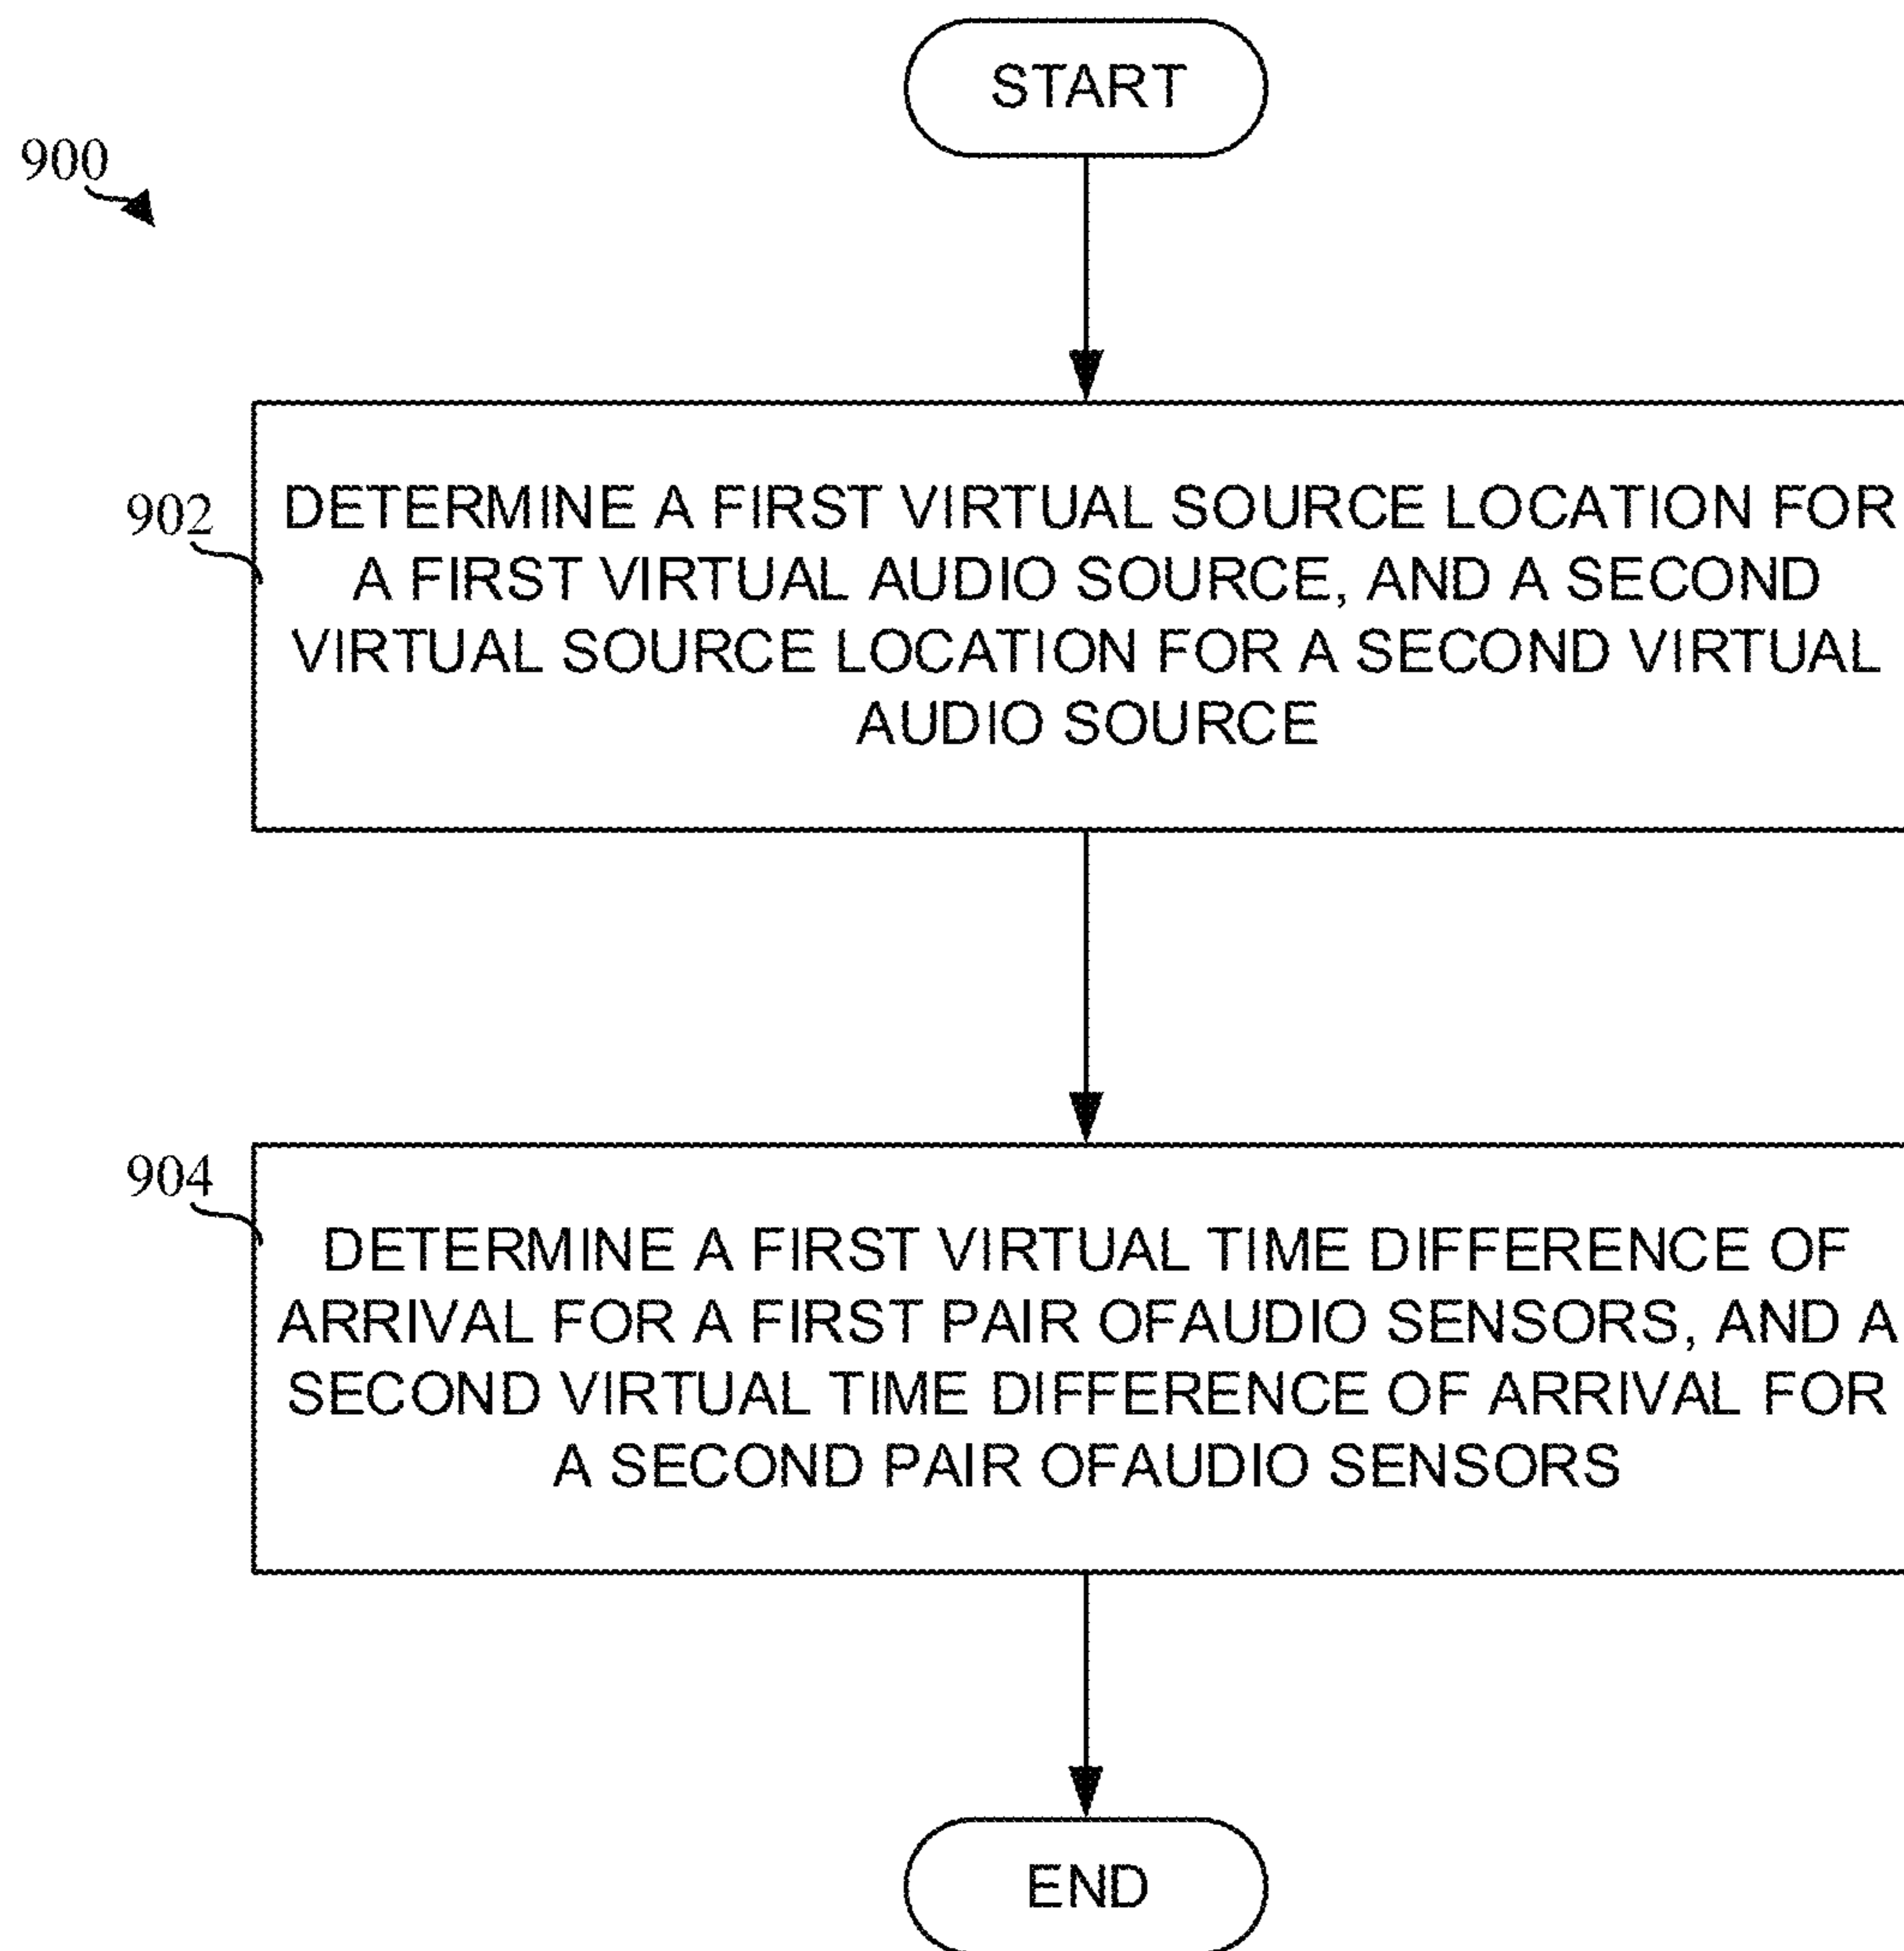 START
900
902
DETERMINE A FIRST VIRTUAL SOURCE LOCATION FOR
A FIRST VIRTUAL AUDIO SOURCE, AND A SECOND
VIRTUAL SOURCE LOCATION FOR A SECOND VIRTUAL
AUDIO SOURCE
904
DETERMINE A FIRST VIRTUAL TIME DIFFERENCE OF
ARRIVAL FOR A FIRST PAIR OFAUDIO SENSORS, AND A
SECOND VIRTUAL TIME DIFFERENCE OF ARRIVAL FOR
A SECOND PAIR OFAUDIO SENSORS
END